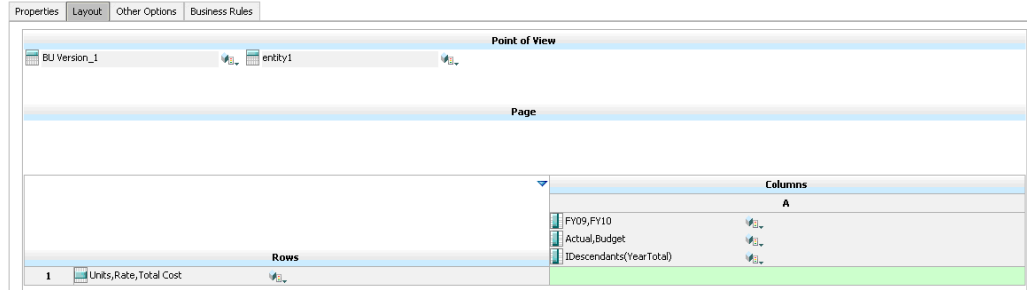 Properties Layout Other Options Business Rules
Point of View
BU Version_1 entity1
Page
Columns
A
FY09,FY10
Actual,Budget
IDescendants(YearTotal)
Rows
1 Units,Rate,Total Cost